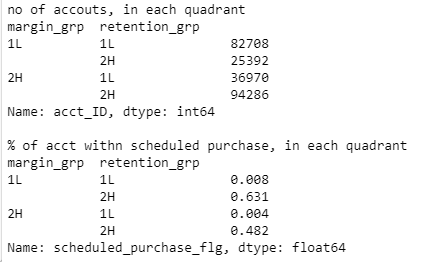 no of accouts, in each quadrant
margin_grp retention_grp
1L 1L 82708
2H 25392
2H 1L 36970
2H 94286
Name: acct_ID, dtype: int64
% of acct withn scheduled purchase, in each quadrant
margin_grp retention_grp
1L 1L 0.008
2H 0.631
2H 1L 0.004
2H 0.482
Name: scheduled_purchase_flg, dtype: float64